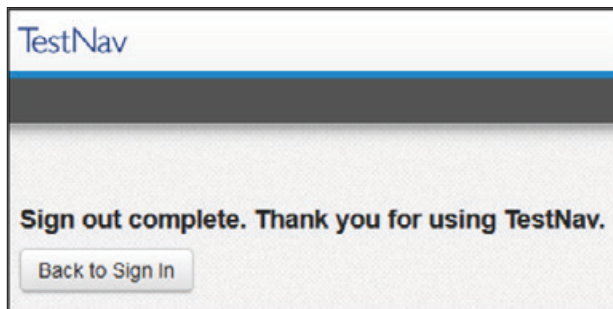 TestNav
Sign out complete. Thank you for using TestNav.
Back to Sign In